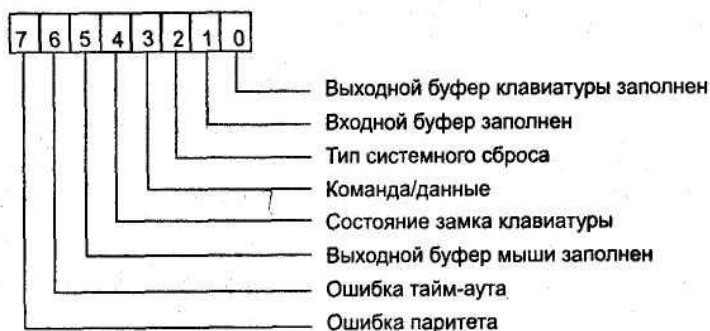 7 6 5 4 3 2 1 0
Выходной буфер клавиатуры заполнен
Входной буфер заполнен
Тип системного сброса
Команда/данные
Состояние замка клавиатуры
Выходной буфер мыши заполнен
Ошибка тайм-аута
Ошибка паритета